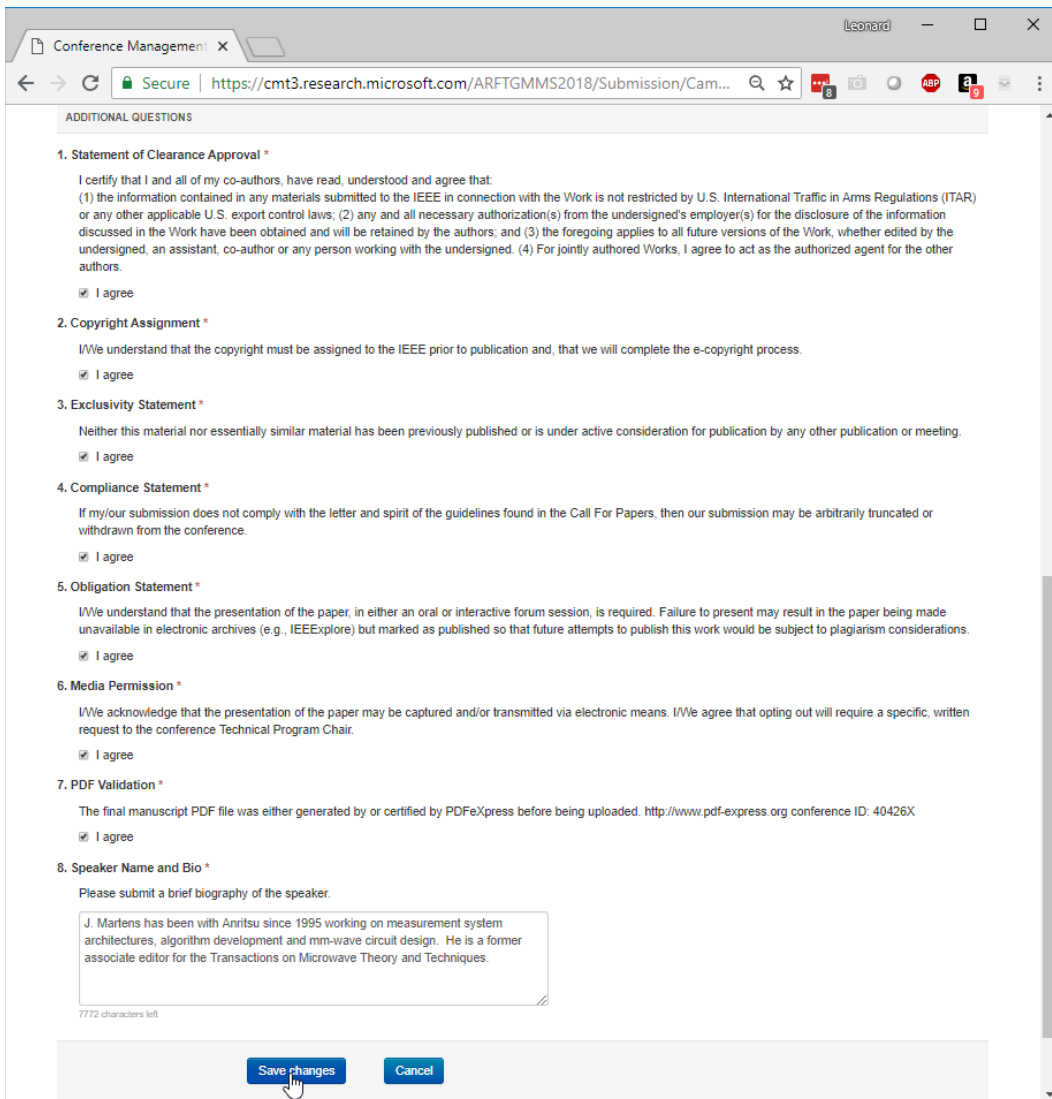 Leonard
Conference Management
Secure | https://cmt3.research.microsoft.com/ARFTGMMS2018/Submission/Cam...
8
ABP
a
9
ADDITIONAL QUESTIONS
1. Statement of Clearance Approval *
I certify that I and all of my co-authors, have read, understood and agree that:
(1) the information contained in any materials submitted to the IEEE in connection with the Work is not restricted by U.S. International Traffic in Arms Regulations (ITAR)
or any other applicable U.S. export control laws; (2) any and all necessary authorization(s) from the undersigned's employer(s) for the disclosure of the information
discussed in the Work have been obtained and will be retained by the authors; and (3) the foregoing applies to all future versions of the Work, whether edited by the
undersigned, an assistant, co-author or any person working with the undersigned. (4) For jointly authored Works, I agree to act as the authorized agent for the other
authors.
I agree
2. Copyright Assignment *
I/We understand that the copyright must be assigned to the IEEE prior to publication and, that we will complete the e-copyright process.
I agree
3. Exclusivity Statement *
Neither this material nor essentially similar material has been previously published or is under active consideration for publication by any other publication or meeting.
I agree
4. Compliance Statement *
If my/our submission does not comply with the letter and spirit of the guidelines found in the Call For Papers, then our submission may be arbitrarily truncated or
withdrawn from the conference.
I agree
5. Obligation Statement *
I/We understand that the presentation of the paper, in either an oral or interactive forum session, is required. Failure to present may result in the paper being made
unavailable in electronic archives (e.g., IEEExplore) but marked as published so that future attempts to publish this work would be subject to plagiarism considerations.
I agree
6. Media Permission *
I/We acknowledge that the presentation of the paper may be captured and/or transmitted via electronic means. I/We agree that opting out will require a specific, written
request to the conference Technical Program Chair.
I agree
7. PDF Validation *
The final manuscript PDF file was either generated by or certified by PDFeXpress before being uploaded. http://www.pdf-express.org conference ID: 40426X
I agree
8. Speaker Name and Bio *
Please submit a brief biography of the speaker.
J. Martens has been with Anritsu since 1995 working on measurement system
architectures, algorithm development and mm-wave circuit design.  He is a former
associate editor for the Transactions on Microwave Theory and Techniques.
7772 characters left
Save changes
Cancel